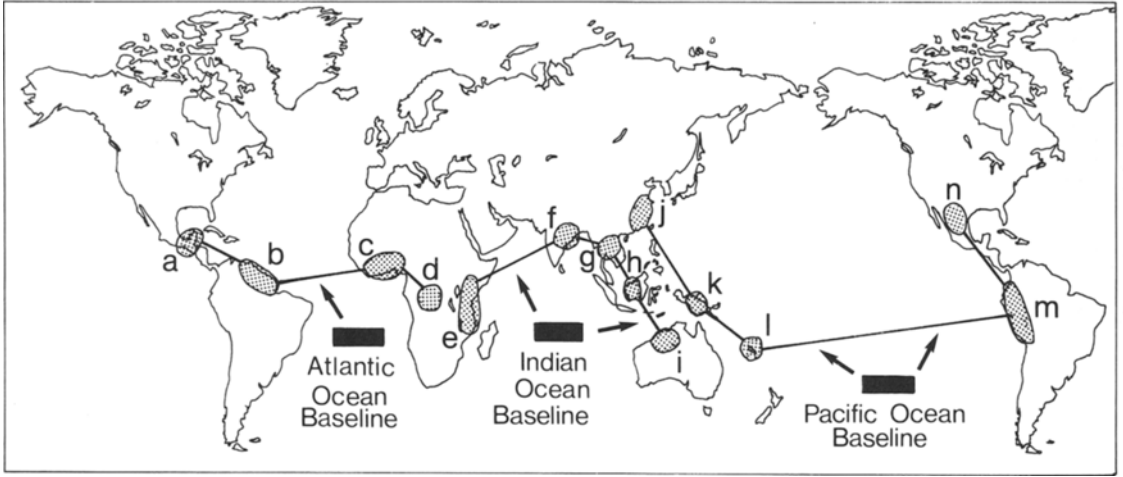 n
j
f
a
b
c
d
g
h
k
e
i
l
m
Atlantic
Ocean
Baseline
Indian
Ocean
Baseline
Pacific Ocean
Baseline